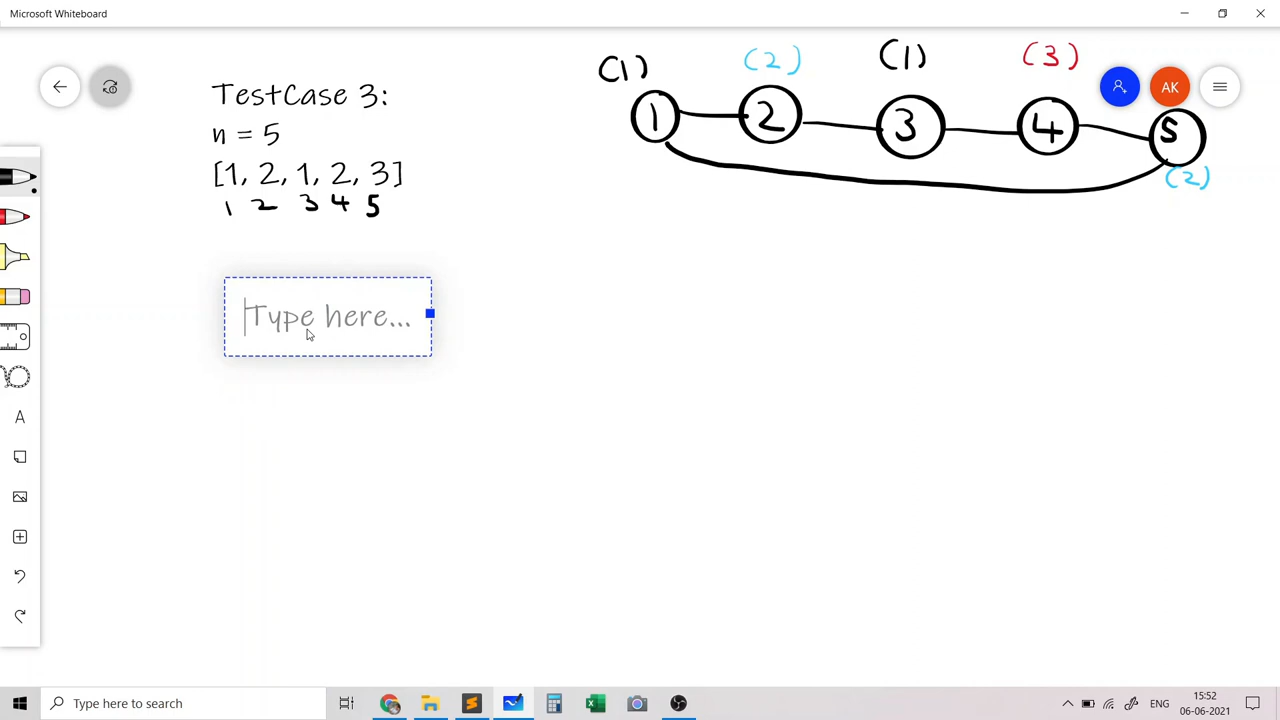 Microsoft Whiteboard
TestCase 3:
n = 5
[1, 2, 1, 2, 3]
1 2 3 4 5
Type here...
(1) (2) (1) (3)
1 2 3 4 5
(2)
AK
A
Type here to search
ENG
15:52
06-06-2021